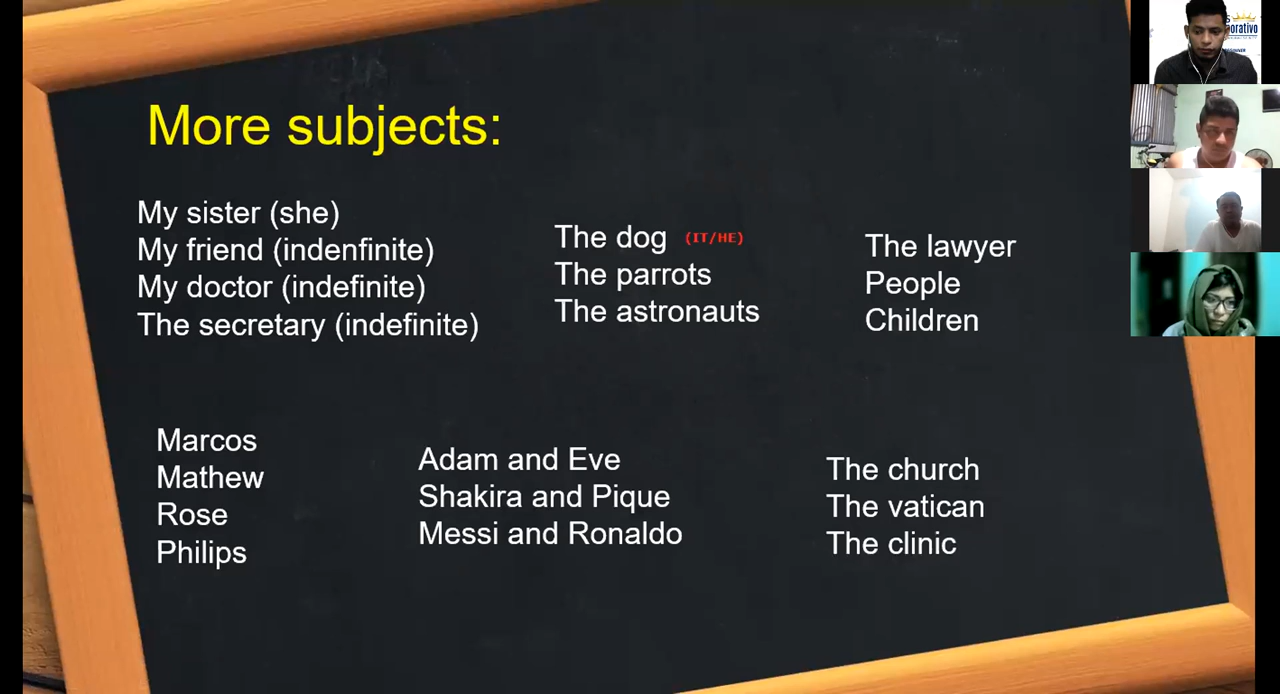 More subjects:
My sister (she)
My friend (indenfinite)
My doctor (indefinite)
The secretary (indefinite)
The dog (IT/HE)
The parrots
The astronauts
The lawyer
People
Children
Marcos
Mathew
Rose
Philips
Adam and Eve
Shakira and Pique
Messi and Ronaldo
The church
The vatican
The clinic